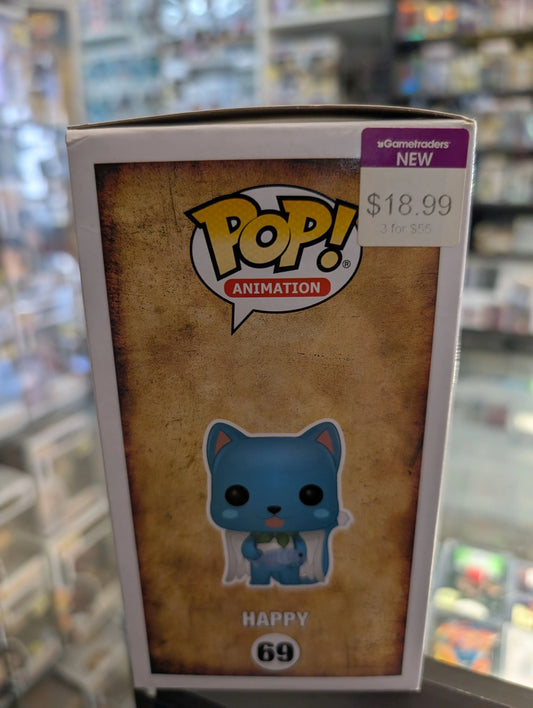 Gametraders
NEW
$18.99
3 for $55
POP!®
ANIMATION
HAPPY
69